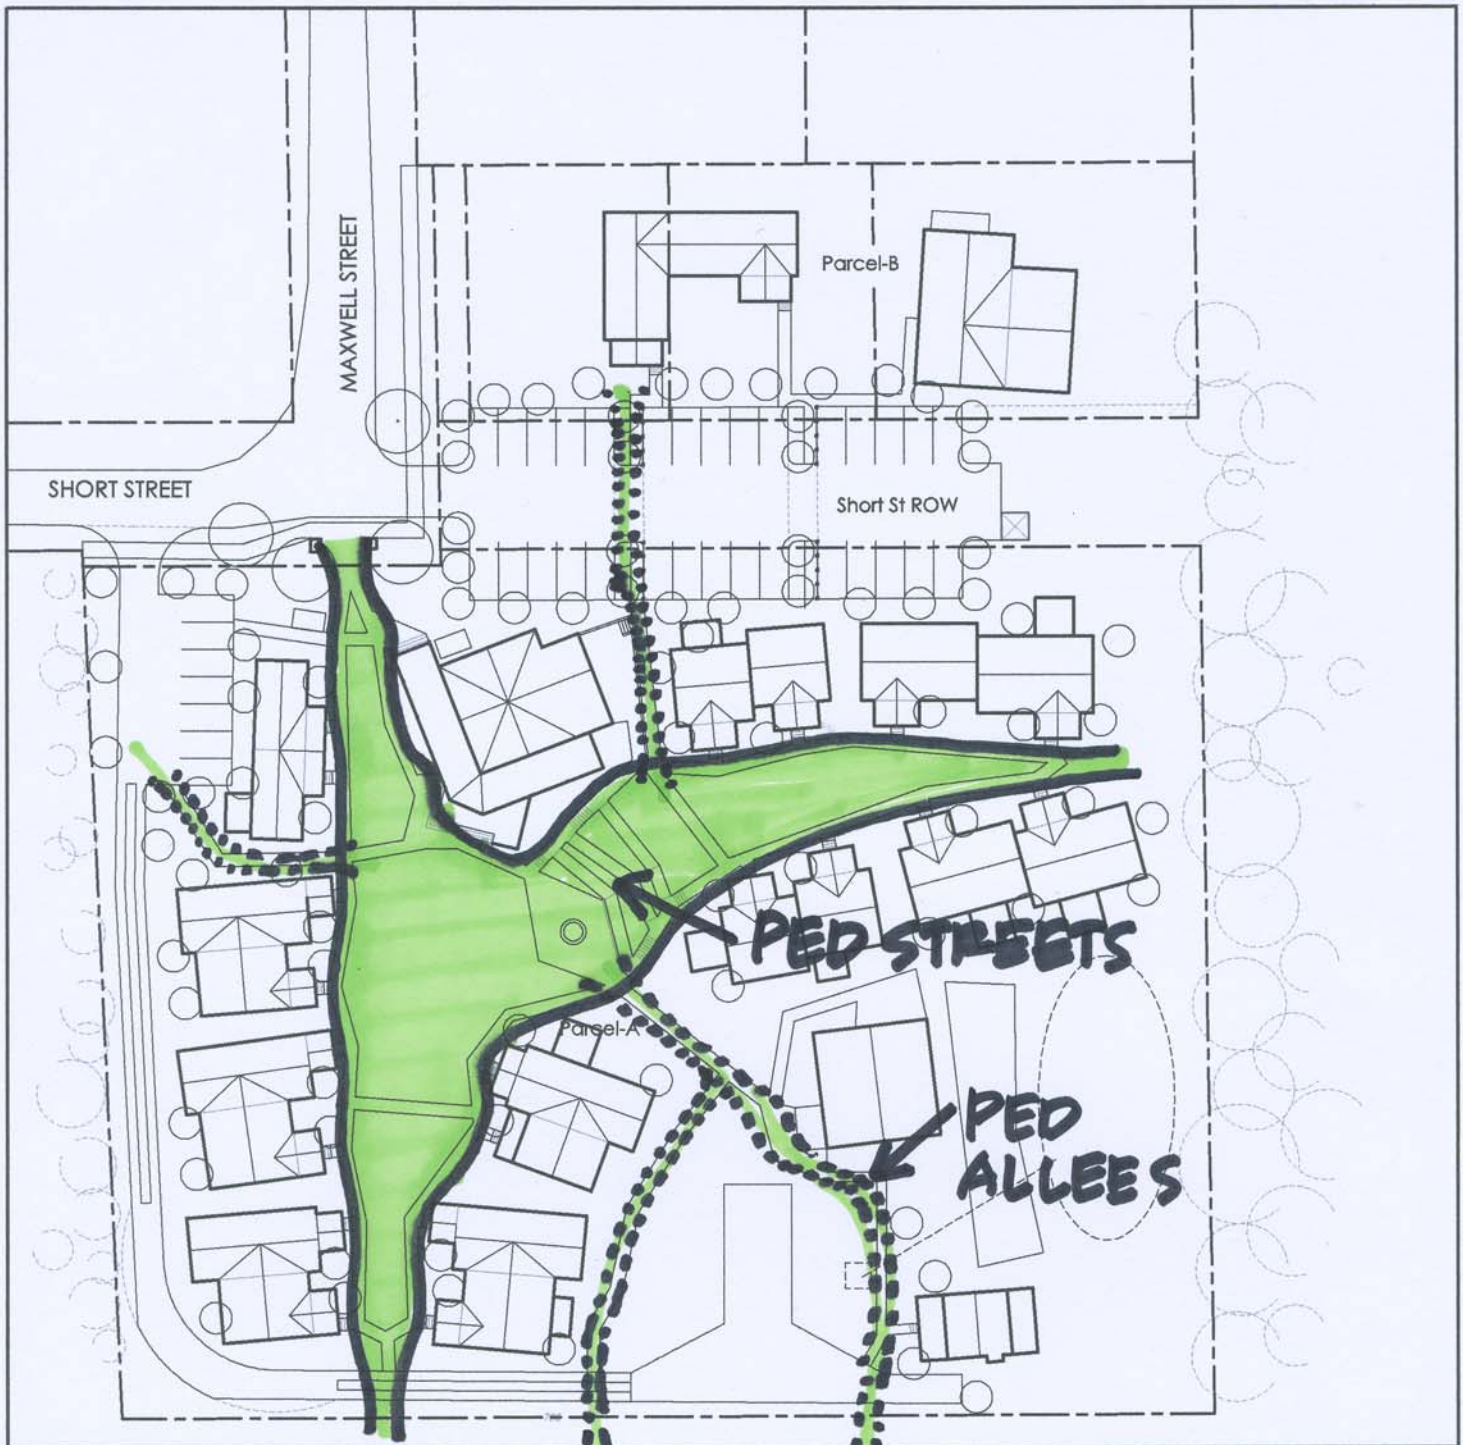 MAXWELL STREET
Parcel-B
SHORT STREET
Short St ROW
PED STREETS
Parcel-A
PED
ALLEES